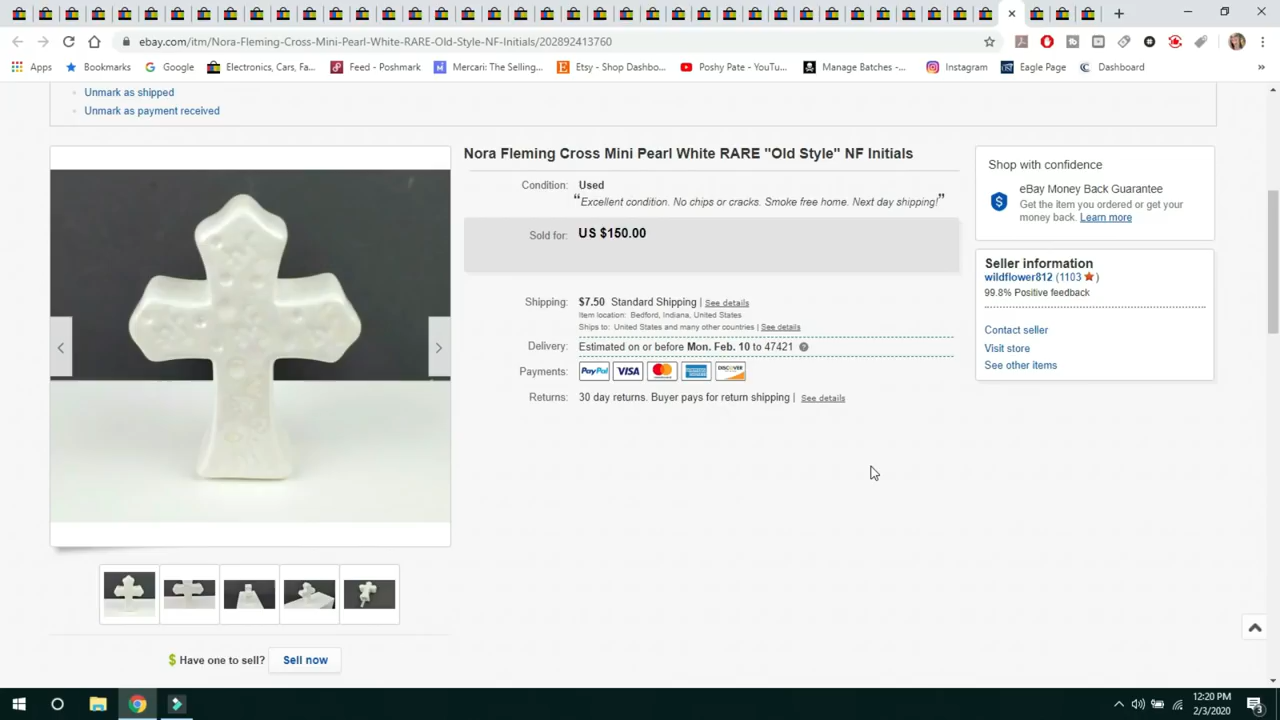 ebay.com/itm/Nora-Fleming-Cross-Mini-Pearl-White-RARE-Old-Style-NF-Initials/202892413760
Apps Bookmarks Google Electronics, Cars, Fa... Feed - Poshmark Mercari: The Selling... Etsy - Shop Dashbo... Poshy Pate - YouTu... Manage Batches -... Instagram Eagle Page Dashboard »
Unmark as shipped
Unmark as payment received
Nora Fleming Cross Mini Pearl White RARE "Old Style" NF Initials
Condition: Used
“Excellent condition. No chips or cracks. Smoke free home. Next day shipping!”
Sold for: US $150.00
Shipping: $7.50 Standard Shipping | See details
Item location: Bedford, Indiana, United States
Ships to: United States and many other countries | See details
Delivery: Estimated on or before Mon. Feb. 10 to 47421
Payments: PayPal VISA MasterCard AMERICAN EXPRESS DISCOVER
Returns: 30 day returns. Buyer pays for return shipping | See details
Shop with confidence
eBay Money Back Guarantee
Get the item you ordered or get your
money back. Learn more
Seller information
wildflower812 (1103 ★ )
99.8% Positive feedback
Contact seller
Visit store
See other items
$ Have one to sell? Sell now
12:20 PM
2/3/2020
3